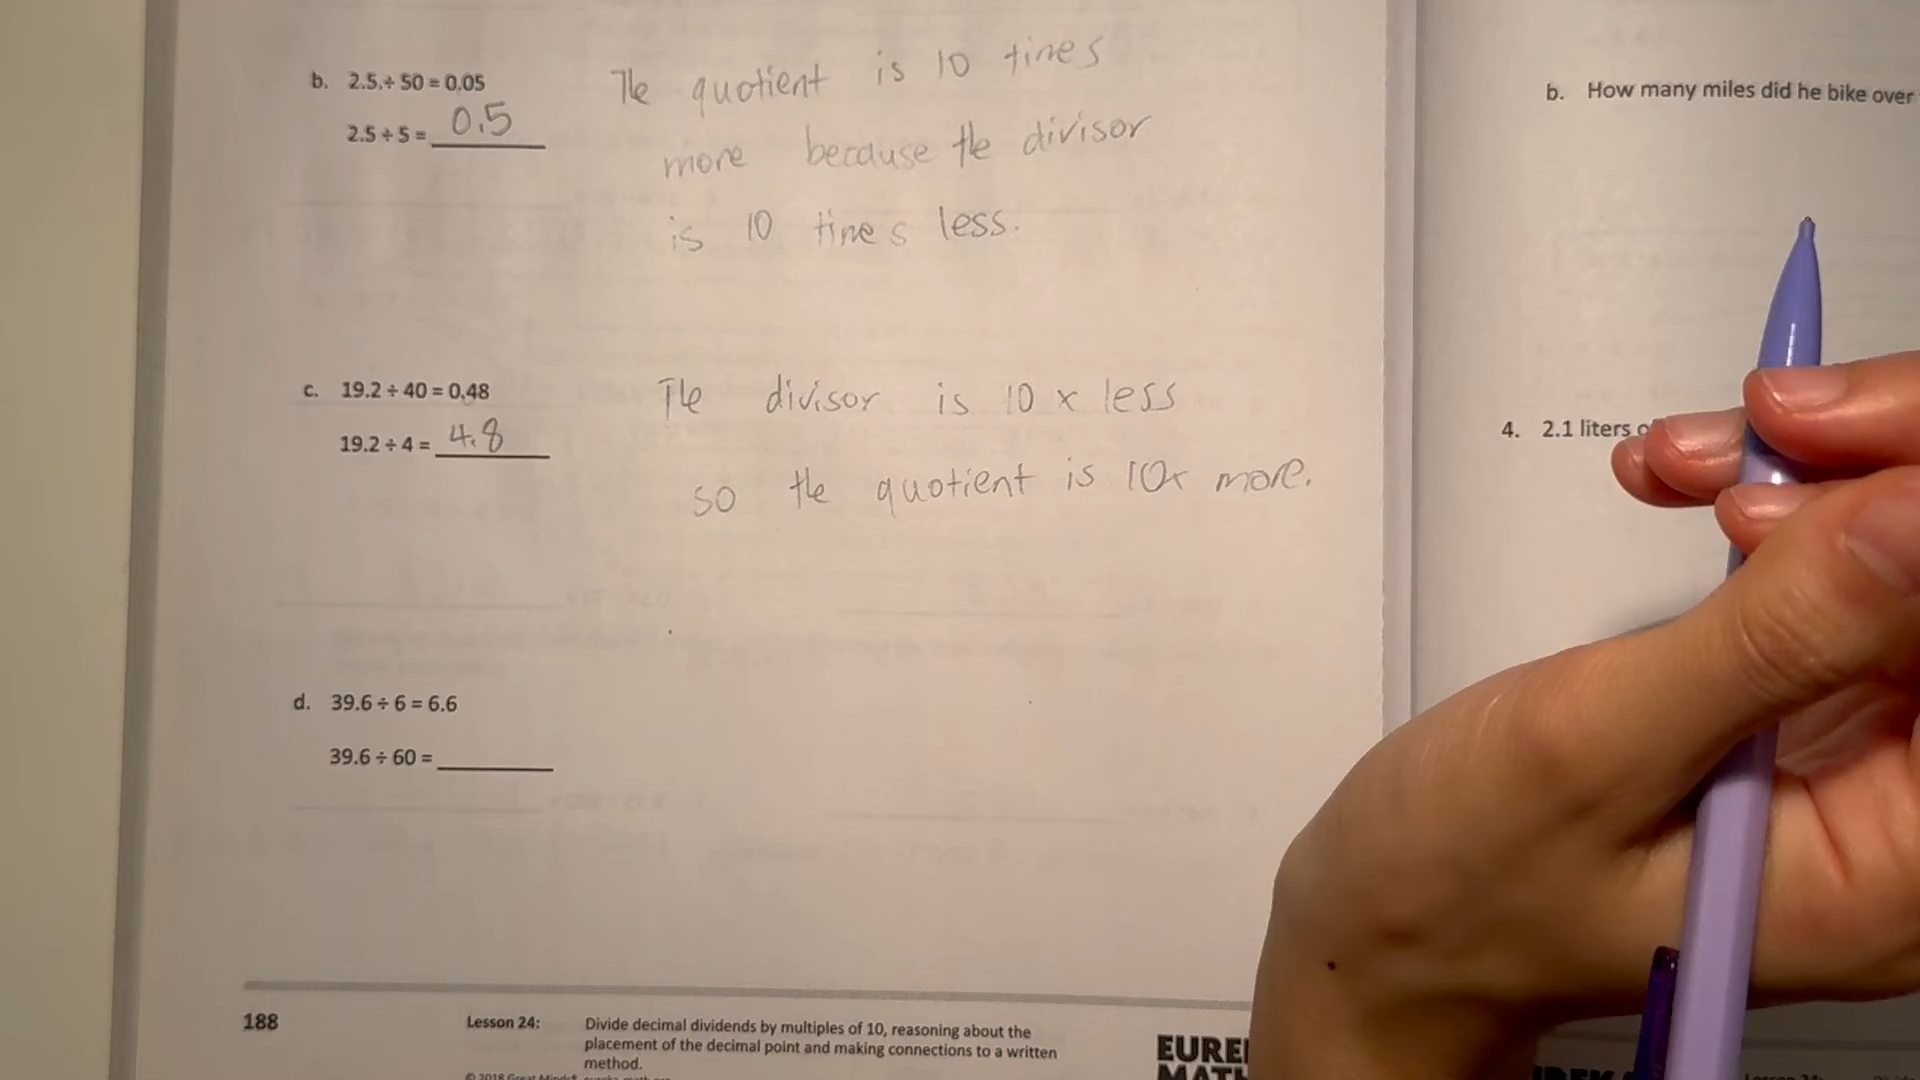 b. 2.5.÷ 50 = 0.05
2.5 ÷ 5 = 0.5
The quotient is 10 times
more because the divisor
is 10 times less.
c. 19.2 ÷ 40 = 0.48
19.2 ÷ 4 = 4.8
The divisor is 10 x less
so the quotient is 10x more.
d. 39.6 ÷ 6 = 6.6
39.6 ÷ 60 =
188
Lesson 24: Divide decimal dividends by multiples of 10, reasoning about the
placement of the decimal point and making connections to a written
method.
b. How many miles did he bike over
4. 2.1 liters